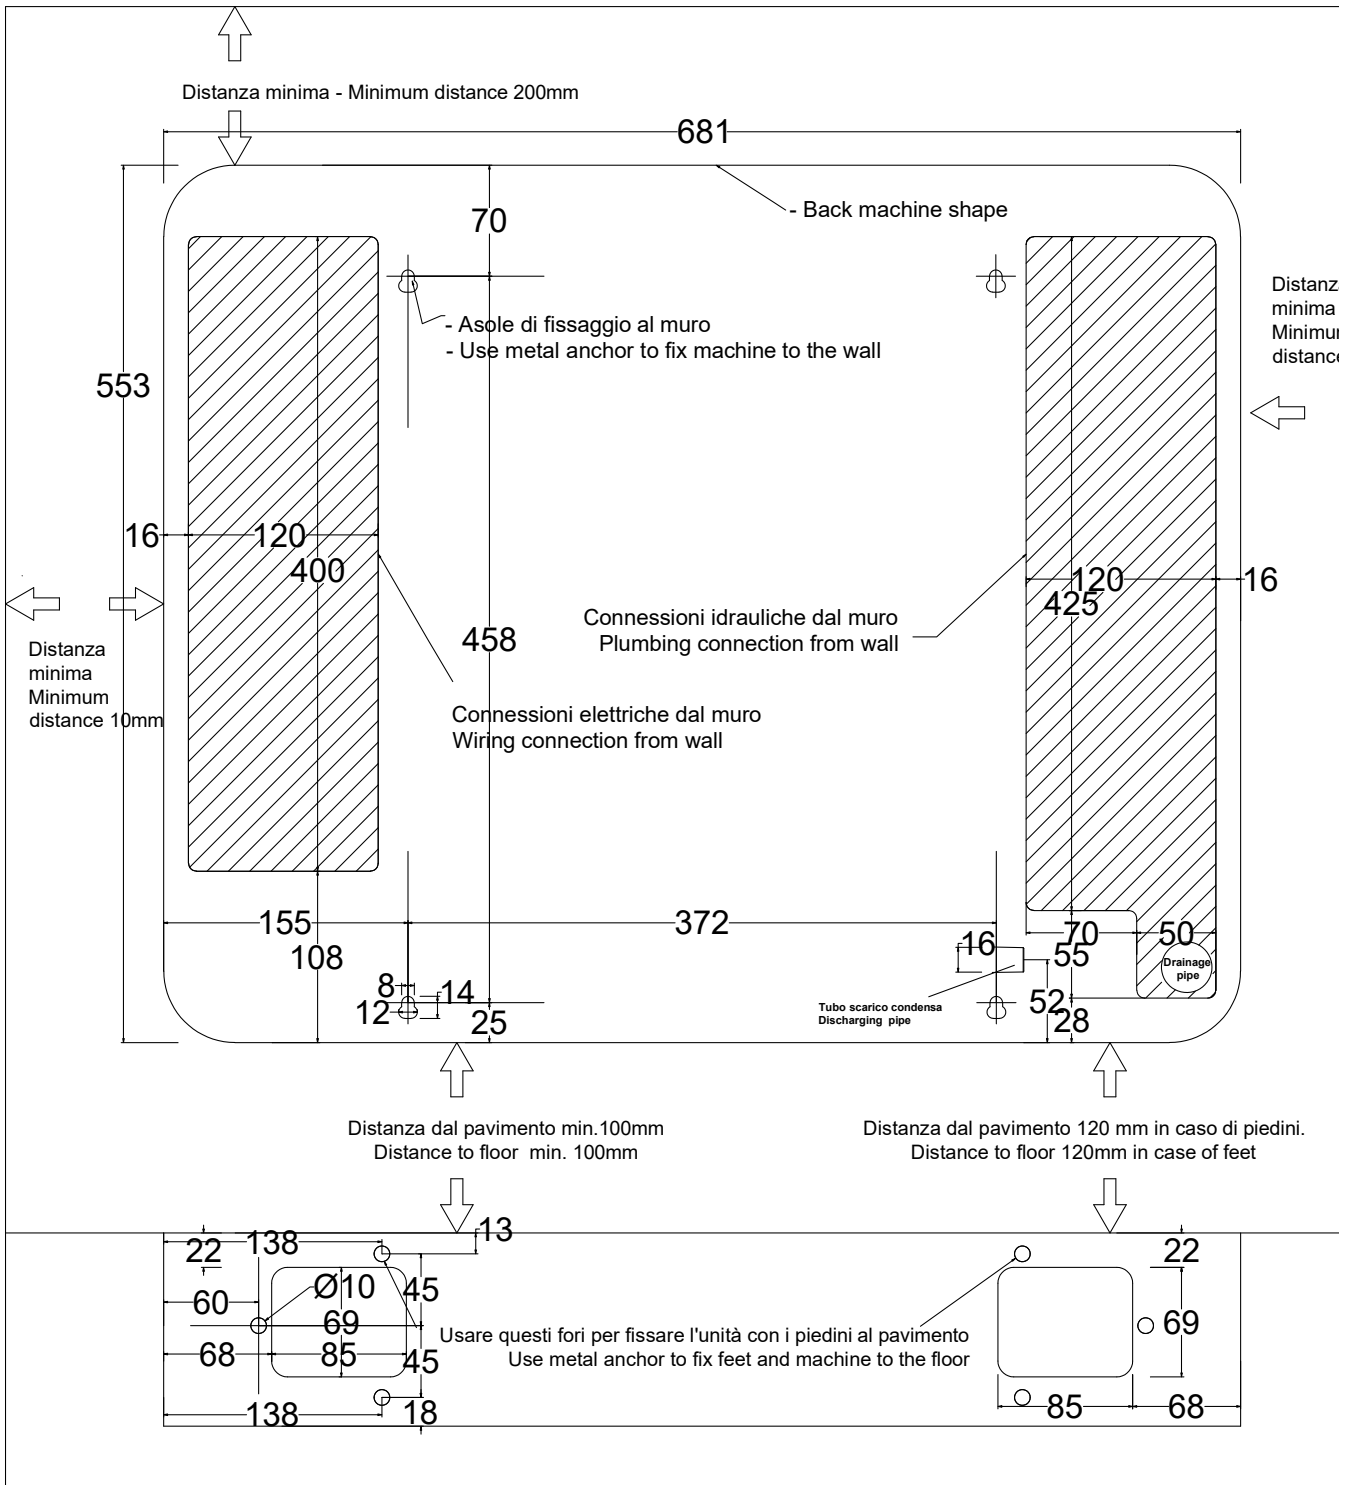 Distanza minima - Minimum distance 200mm
681
70
- Back machine shape
Distanz
minima
Minimu
distance
- Asole di fissaggio al muro
- Use metal anchor to fix machine to the wall
553
16
120
400
120
16
425
Connessioni idrauliche dal muro
Plumbing connection from wall
458
Distanza
minima
Minimum
distance 10mm
Connessioni elettriche dal muro
Wiring connection from wall
155
372
108
16
70
50
55
Drainage
pipe
8
14
12
25
52
28
Tubo scarico condensa
Discharging pipe
Distanza dal pavimento min.100mm
Distance to floor min. 100mm
Distanza dal pavimento 120 mm in caso di piedini.
Distance to floor 120mm in case of feet
13
22
138
22
Ø10
45
60
69
69
Usare questi fori per fissare l'unità con i piedini al pavimento
Use metal anchor to fix feet and machine to the floor
68
85
45
138
18
85
68